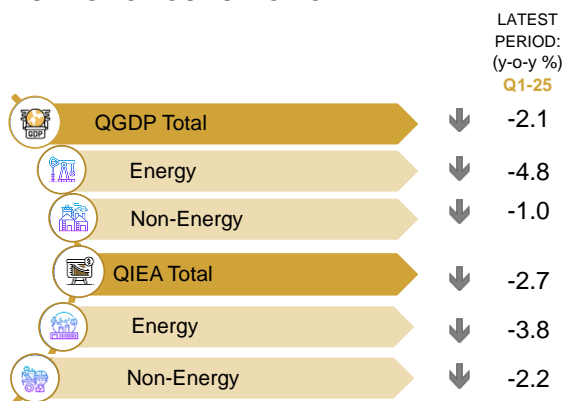 LATEST
PERIOD:
(y-o-y %)
Q1-25
GDP
QGDP Total -2.1
Energy -4.8
Non-Energy -1.0
QIEA Total -2.7
Energy -3.8
Non-Energy -2.2